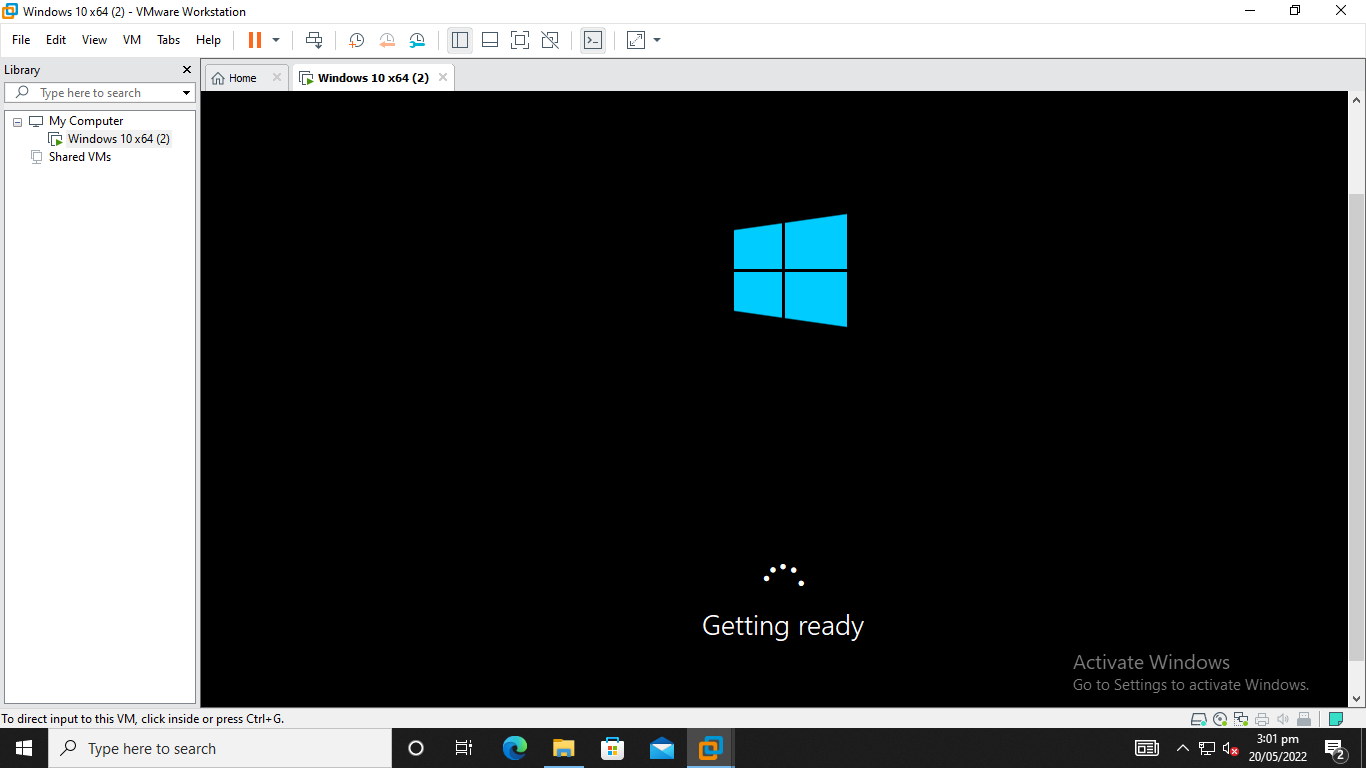 Windows 10 x64 (2) - VMware Workstation
File Edit View VM Tabs Help
Library
Type here to search
My Computer
Windows 10 x64 (2)
Shared VMs
Home
Windows 10 x64 (2)
Getting ready
Activate Windows
Go to Settings to activate Windows.
To direct input to this VM, click inside or press Ctrl+G.
Type here to search
3:01 pm
20/05/2022
2